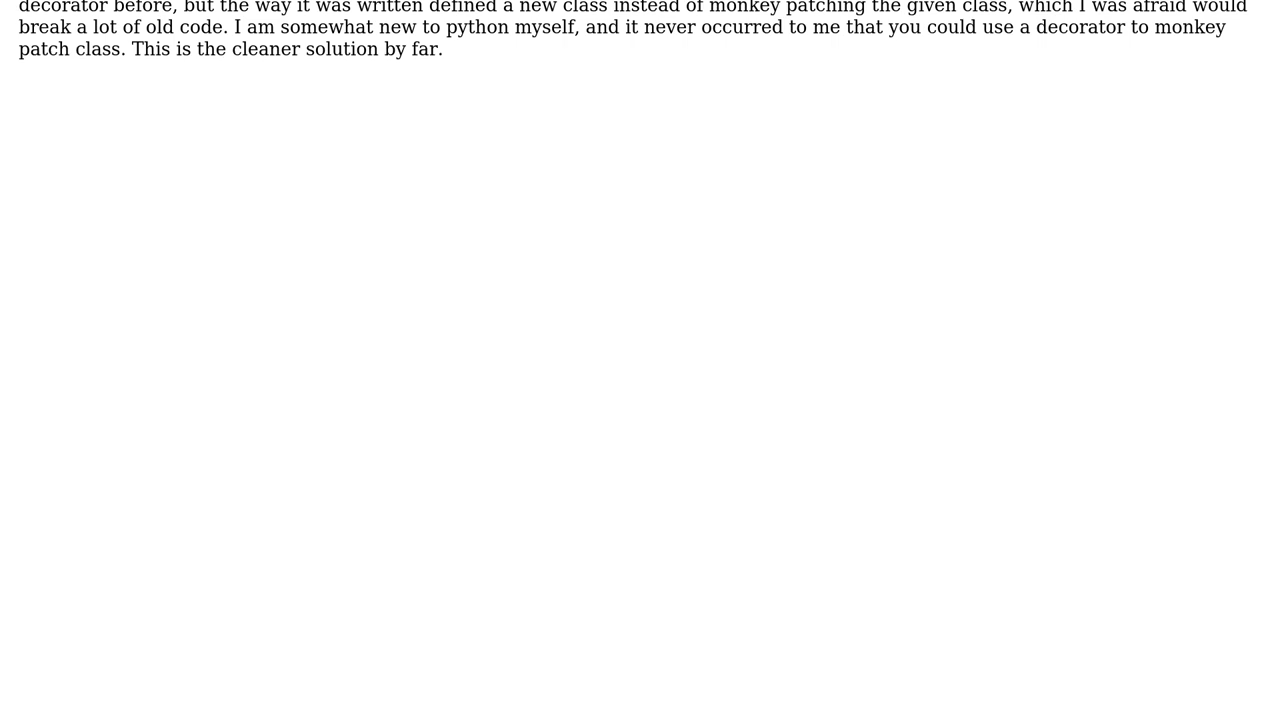 decorator before, but the way it was written defined a new class instead of monkey patching the given class, which I was afraid would
break a lot of old code. I am somewhat new to python myself, and it never occurred to me that you could use a decorator to monkey
patch class. This is the cleaner solution by far.